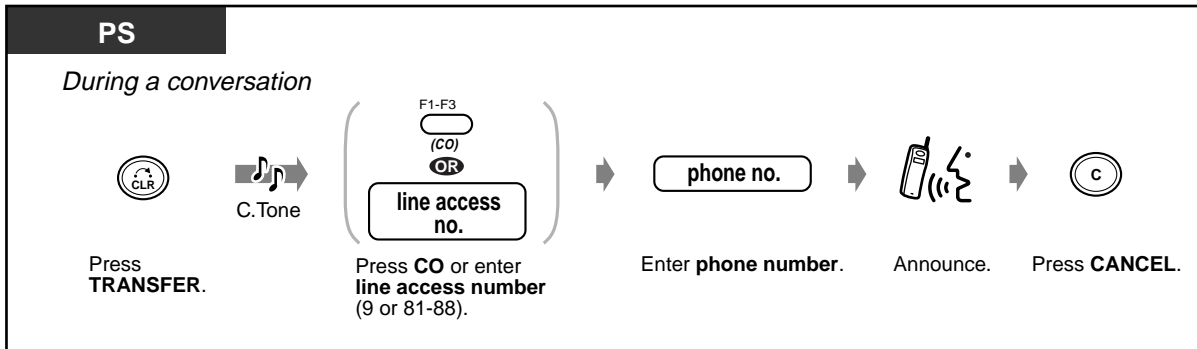 PS
During a conversation
CLR
C.Tone
F1-F3
(CO)
OR
line access
no.
phone no.
C
Press
TRANSFER.
Press CO or enter
line access number
(9 or 81-88).
Enter phone number.
Announce.
Press CANCEL.